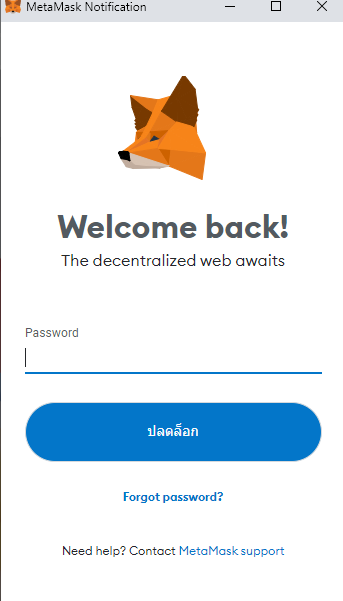 MetaMask Notification
Welcome back!
The decentralized web awaits
Password
ปลดล็อก
Forgot password?
Need help? Contact MetaMask support